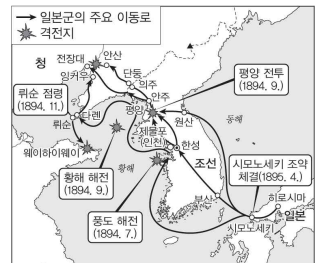 일본군의 주요 이동로
격전지
청
전장대
안산
잉커우
단둥
의주
평양 전투
(1894. 9.)
뤼순 점령
(1894. 11.)
안주
다롄
평양
원산
동해
뤼순
제물포
(인천)
한성
웨이하이웨이
조선
시모노세키 조약
체결(1895. 4.)
황해 해전
(1894. 9.)
황해
히로시마
부산
일본
풍도 해전
(1894. 7.)
시모노세키